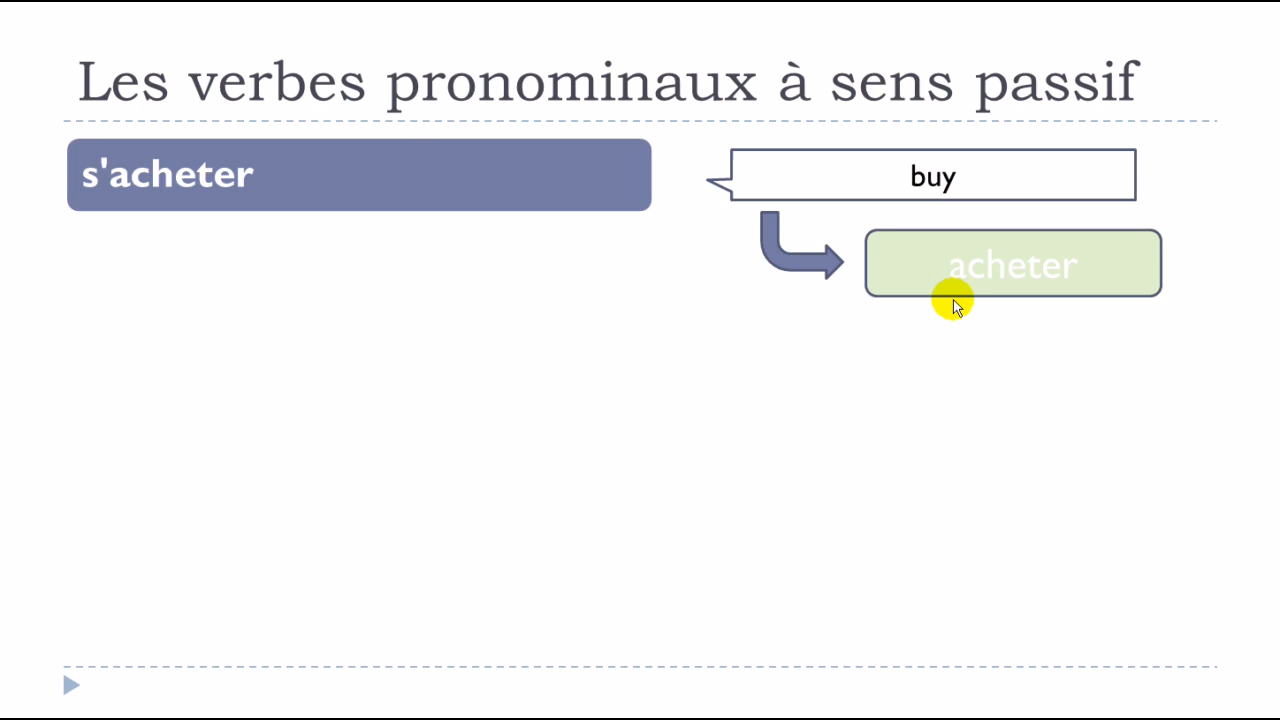 Les verbes pronominaux à sens passif
s'acheter
buy
acheter